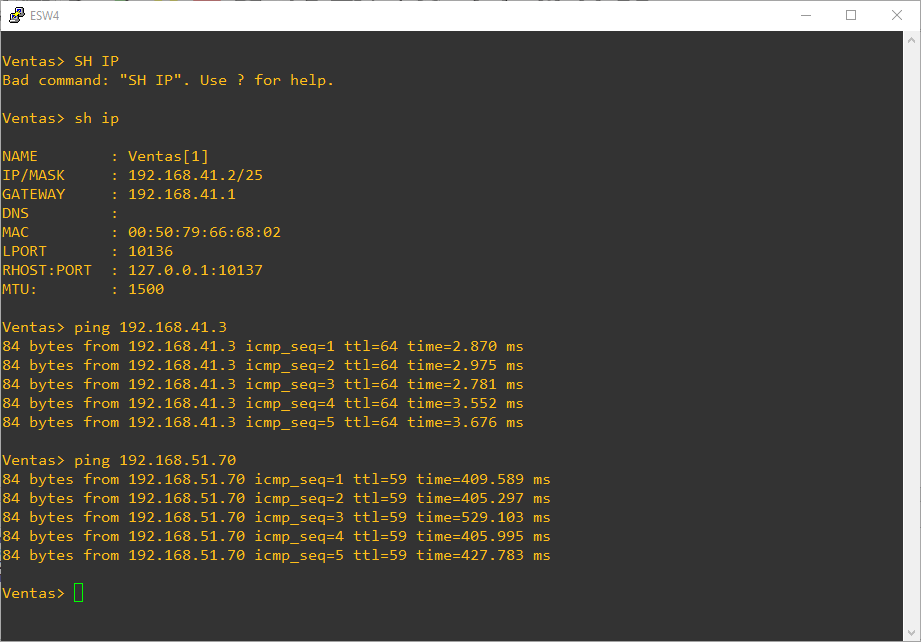 ESW4
Ventas> SH IP
Bad command: "SH IP". Use ? for help.
Ventas> sh ip
NAME        : Ventas[1]
IP/MASK     : 192.168.41.2/25
GATEWAY     : 192.168.41.1
DNS         :
MAC         : 00:50:79:66:68:02
LPORT       : 10136
RHOST:PORT  : 127.0.0.1:10137
MTU:        : 1500
Ventas> ping 192.168.41.3
84 bytes from 192.168.41.3 icmp_seq=1 ttl=64 time=2.870 ms
84 bytes from 192.168.41.3 icmp_seq=2 ttl=64 time=2.975 ms
84 bytes from 192.168.41.3 icmp_seq=3 ttl=64 time=2.781 ms
84 bytes from 192.168.41.3 icmp_seq=4 ttl=64 time=3.552 ms
84 bytes from 192.168.41.3 icmp_seq=5 ttl=64 time=3.676 ms
Ventas> ping 192.168.51.70
84 bytes from 192.168.51.70 icmp_seq=1 ttl=59 time=409.589 ms
84 bytes from 192.168.51.70 icmp_seq=2 ttl=59 time=405.297 ms
84 bytes from 192.168.51.70 icmp_seq=3 ttl=59 time=529.103 ms
84 bytes from 192.168.51.70 icmp_seq=4 ttl=59 time=405.995 ms
84 bytes from 192.168.51.70 icmp_seq=5 ttl=59 time=427.783 ms
Ventas>